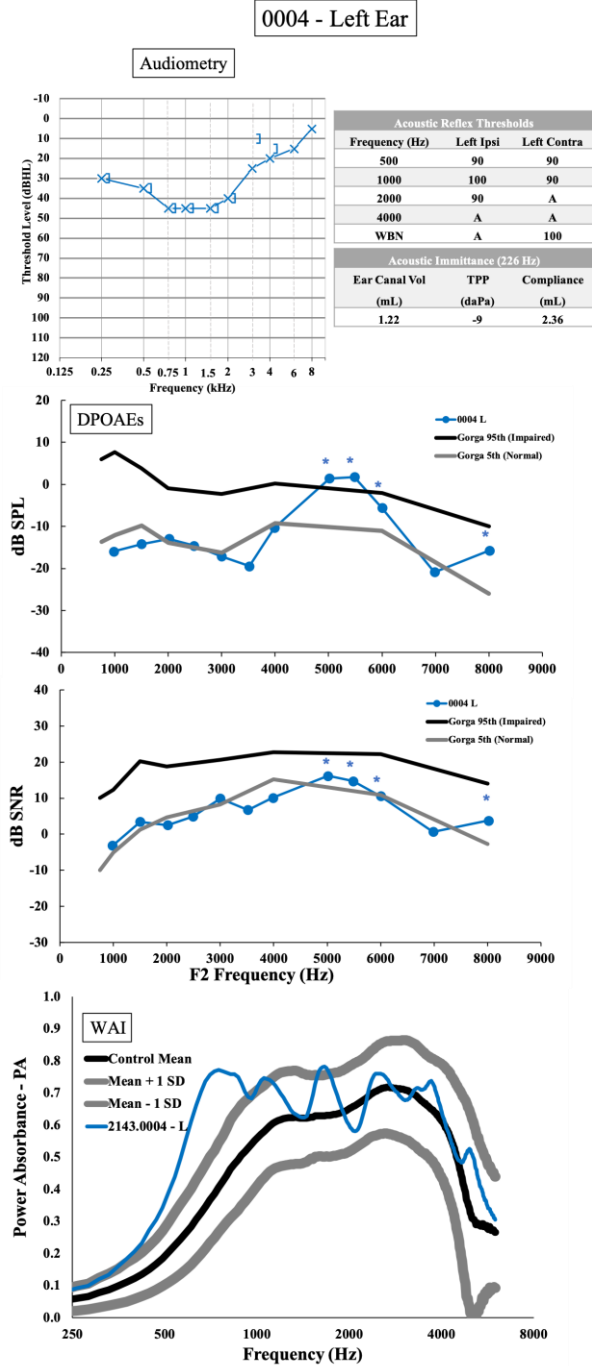 0004 - Left Ear
Audiometry
-10
0
10
20
30
40
50
60
70
80
90
100
110
120
Threshold Level (dBHL)
0.125 0.25 0.5 0.75 1 1.5 2 3 4 6 8
Frequency (kHz)
Acoustic Reflex Thresholds
Frequency (Hz) Left Ipsi Left Contra
500 90 90
1000 100 90
2000 90 A
4000 A A
WBN A 100
Acoustic Immittance (226 Hz)
Ear Canal Vol TPP Compliance
(mL) (daPa) (mL)
1.22 -9 2.36
DPOAEs
20
10
0
-10
-20
-30
-40
dB SPL
0004 L
Gorga 95th (Impaired)
Gorga 5th (Normal)
* * *
*
0 1000 2000 3000 4000 5000 6000 7000 8000 9000
40
30
20
10
0
-10
-20
-30
dB SNR
0004 L
Gorga 95th (Impaired)
Gorga 5th (Normal)
* * *
*
0 1000 2000 3000 4000 5000 6000 7000 8000 9000
F2 Frequency (Hz)
WAI
1.0
0.9
0.8
0.7
0.6
0.5
0.4
0.3
0.2
0.1
0.0
Power Absorbance - PA
Control Mean
Mean + 1 SD
Mean - 1 SD
2143.0004 - L
250 500 1000 2000 4000 8000
Frequency (Hz)